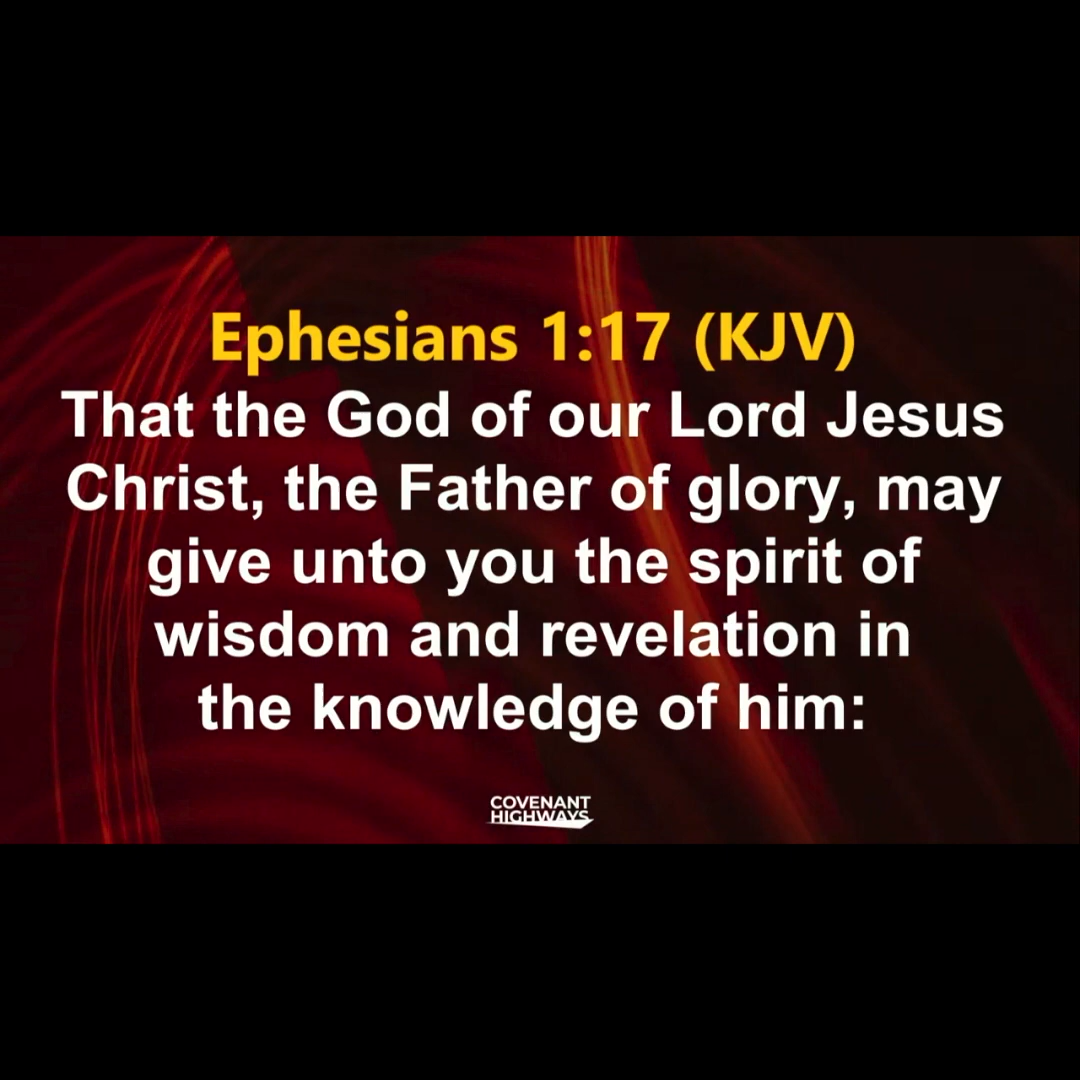 Ephesians 1:17 (KJV)
That the God of our Lord Jesus
Christ, the Father of glory, may
give unto you the spirit of
wisdom and revelation in
the knowledge of him:
COVENANT
HIGHWAYS